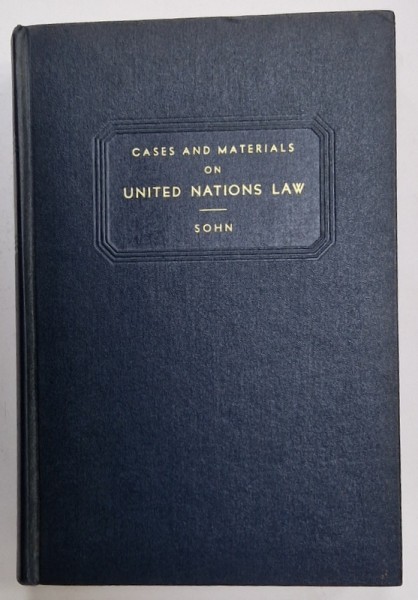 CASES AND MATERIALS
ON
UNITED NATIONS LAW
SOHN